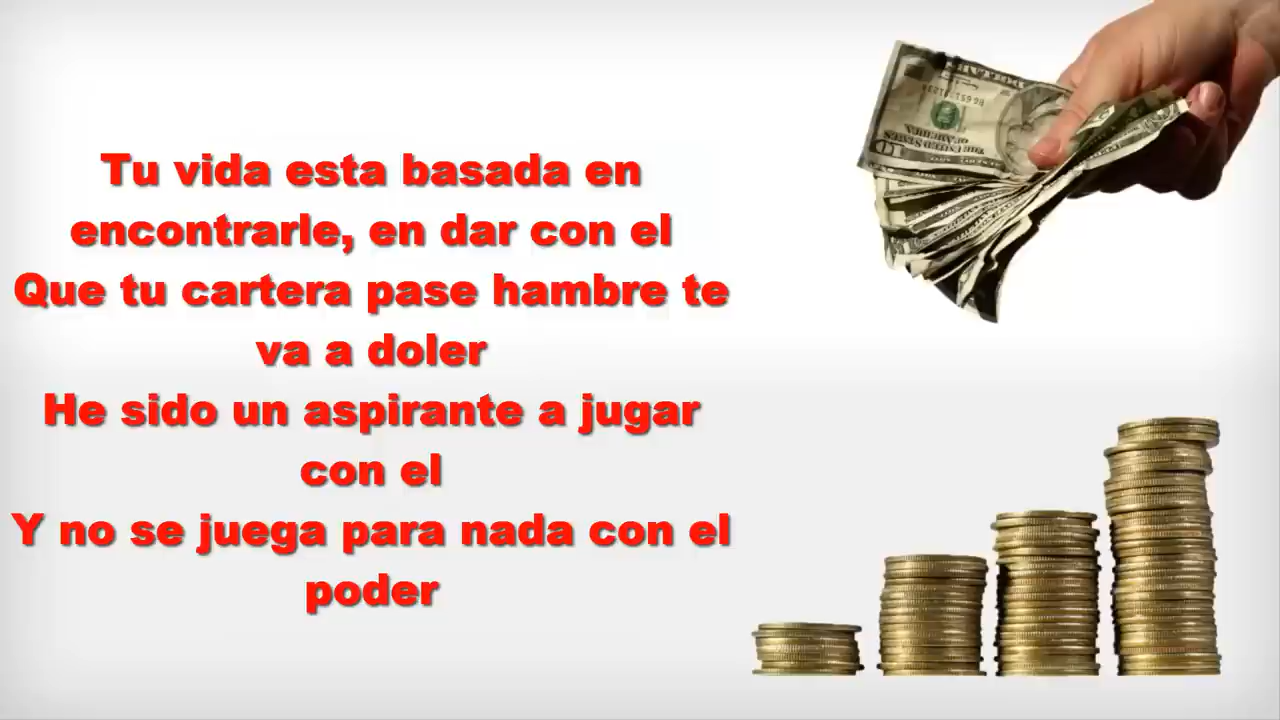 Tu vida esta basada en
encontrarle, en dar con el
Que tu cartera pase hambre te
va a doler
He sido un aspirante a jugar
con el
Y no se juega para nada con el
poder